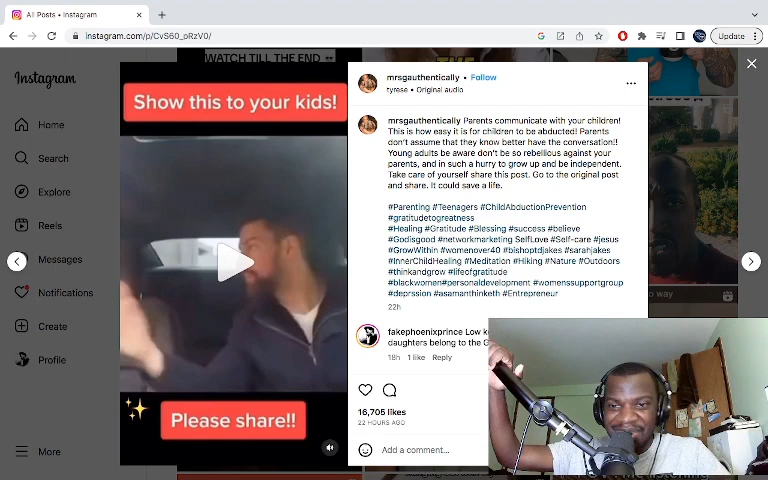 All Posts • Instagram
instagram.com/p/CvS60_pRzV0/
Update
WATCH TILL THE END
Instagram
Home
Search
Explore
Reels
Messages
Notifications
Create
Profile
More
Show this to your kids!
Please share!!
mrsgauthentically • Follow
tyrese • Original audio
mrsgauthentically Parents communicate with your children!
This is how easy it is for children to be abducted! Parents
don't assume that they know better have the conversation!!
Young adults be aware don't be so rebellious against your
parents, and in such a hurry to grow up and be independent.
Take care of yourself share this post. Go to the original post
and share. It could save a life.
#Parenting #Teenagers #ChildAbductionPrevention
#gratitudetogreatness
#Healing #Gratitude #Blessing #success #believe
#Godisgood #networkmarketing SelfLove #Self-care #jesus
#GrowWithin #womenover40 #bishoptdjakes #sarahjakes
#InnerChildHealing #Meditation #Hiking #Nature #Outdoors
#thinkandgrow #lifeofgratitude
#blackwomen#personaldevelopment #womenssupportgroup
#deprssion #asamanthinketh #Entrepreneur
22h
fakephoenixprince Low k
daughters belong to the G
18h 1 like Reply
16,705 likes
22 HOURS AGO
Add a comment...
o way